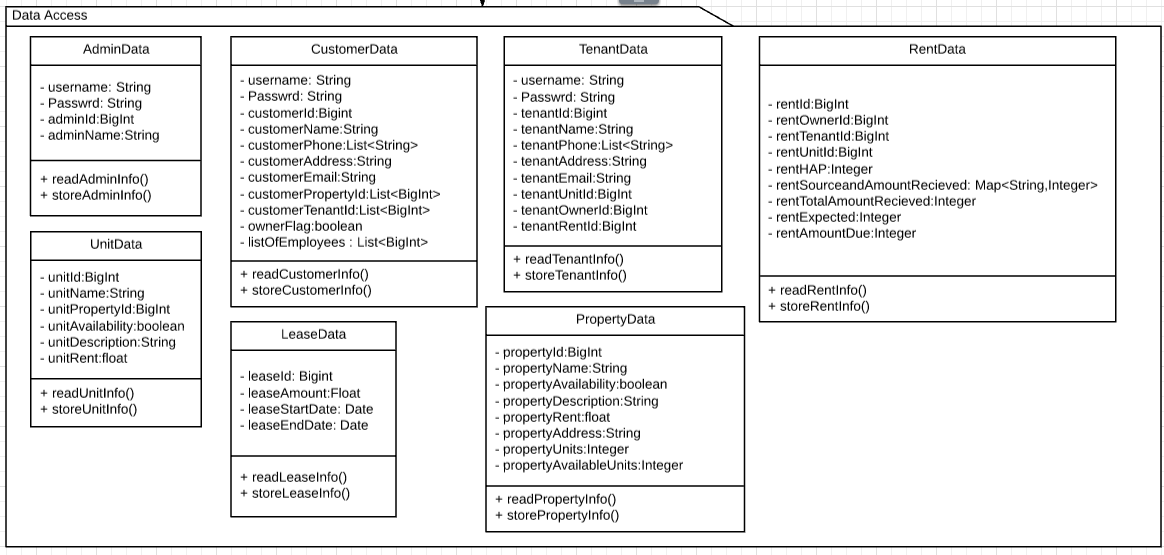 Data Access
AdminData
- username: String
- Passwrd: String
- adminId:BigInt
- adminName:String
+ readAdminInfo()
+ storeAdminInfo()
CustomerData
- username: String
- Passwrd: String
- customerId:Bigint
- customerName:String
- customerPhone:List<String>
- customerAddress:String
- customerEmail:String
- customerPropertyId:List<BigInt>
- customerTenantId:List<BigInt>
- ownerFlag:boolean
- listOfEmployees : List<BigInt>
+ readCustomerInfo()
+ storeCustomerInfo()
TenantData
- username: String
- Passwrd: String
- tenantId:Bigint
- tenantName:String
- tenantPhone:List<String>
- tenantAddress:String
- tenantEmail:String
- tenantUnitId:BigInt
- tenantOwnerId:BigInt
- tenantRentId:BigInt
+ readTenantInfo()
+ storeTenantInfo()
RentData
- rentId:BigInt
- rentOwnerId:BigInt
- rentTenantId:BigInt
- rentUnitId:BigInt
- rentHAP:Integer
- rentSourceandAmountRecieved: Map<String,Integer>
- rentTotalAmountRecieved:Integer
- rentExpected:Integer
- rentAmountDue:Integer
+ readRentInfo()
+ storeRentInfo()
UnitData
- unitId:BigInt
- unitName:String
- unitPropertyId:BigInt
- unitAvailability:boolean
- unitDescription:String
- unitRent:float
+ readUnitInfo()
+ storeUnitInfo()
LeaseData
- leaseId: Bigint
- leaseAmount:Float
- leaseStartDate: Date
- leaseEndDate: Date
+ readLeaseInfo()
+ storeLeaseInfo()
PropertyData
- propertyId:BigInt
- propertyName:String
- propertyAvailability:boolean
- propertyDescription:String
- propertyRent:float
- propertyAddress:String
- propertyUnits:Integer
- propertyAvailableUnits:Integer
+ readPropertyInfo()
+ storePropertyInfo()